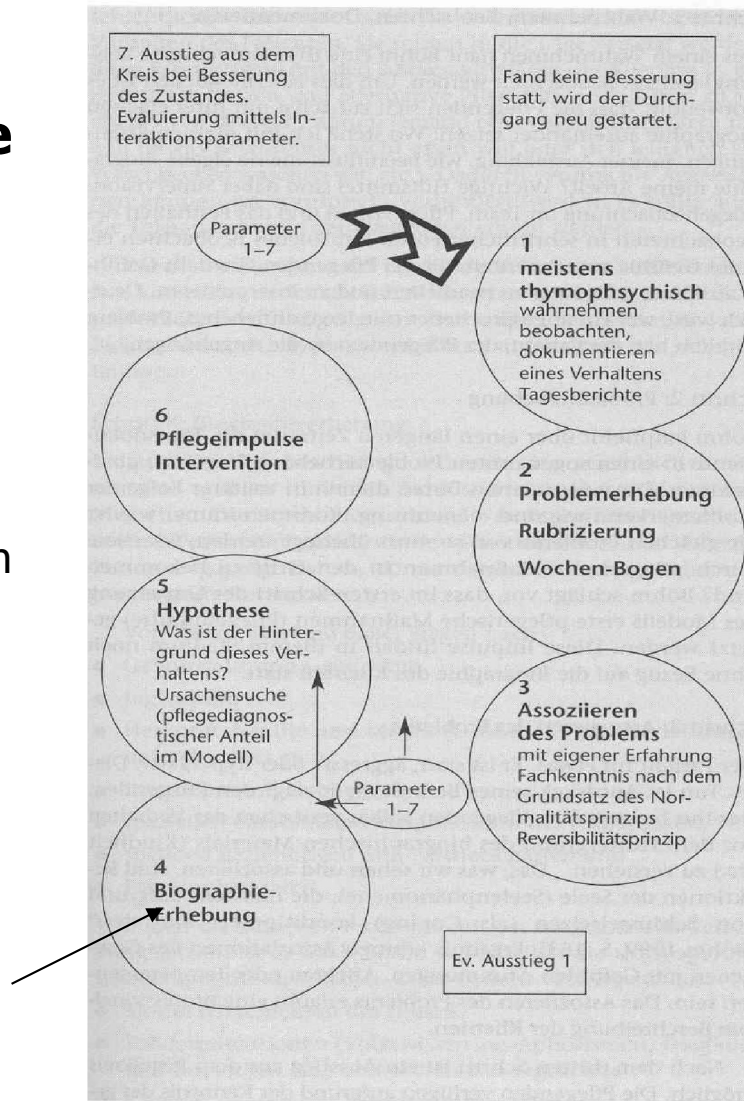 e
7. Ausstieg aus dem
Kreis bei Besserung
des Zustandes.
Evaluierung mittels In-
teraktionsparameter.
Fand keine Besserung
statt, wird der Durch-
gang neu gestartet.
Parameter
1-7
1
meistens
thymophsychisch
wahrnehmen
beobachten,
dokumentieren
eines Verhaltens
Tagesberichte
2
Problemerhebung
Rubrizierung
Wochen-Bogen
3
Assoziieren
des Problems
mit eigener Erfahrung
Fachkenntnis nach dem
Grundsatz des Nor-
malitätsprinzips
Reversibilitätsprinzip
Ev. Ausstieg 1
4
Biographie-
Erhebung
Parameter
1–7
n
5
Hypothese
Was ist der Hinter-
grund dieses Ver-
haltens?
Ursachensuche
(pflegediagnos-
tischer Anteil
im Modell)
6
Pflegeimpulse
Intervention